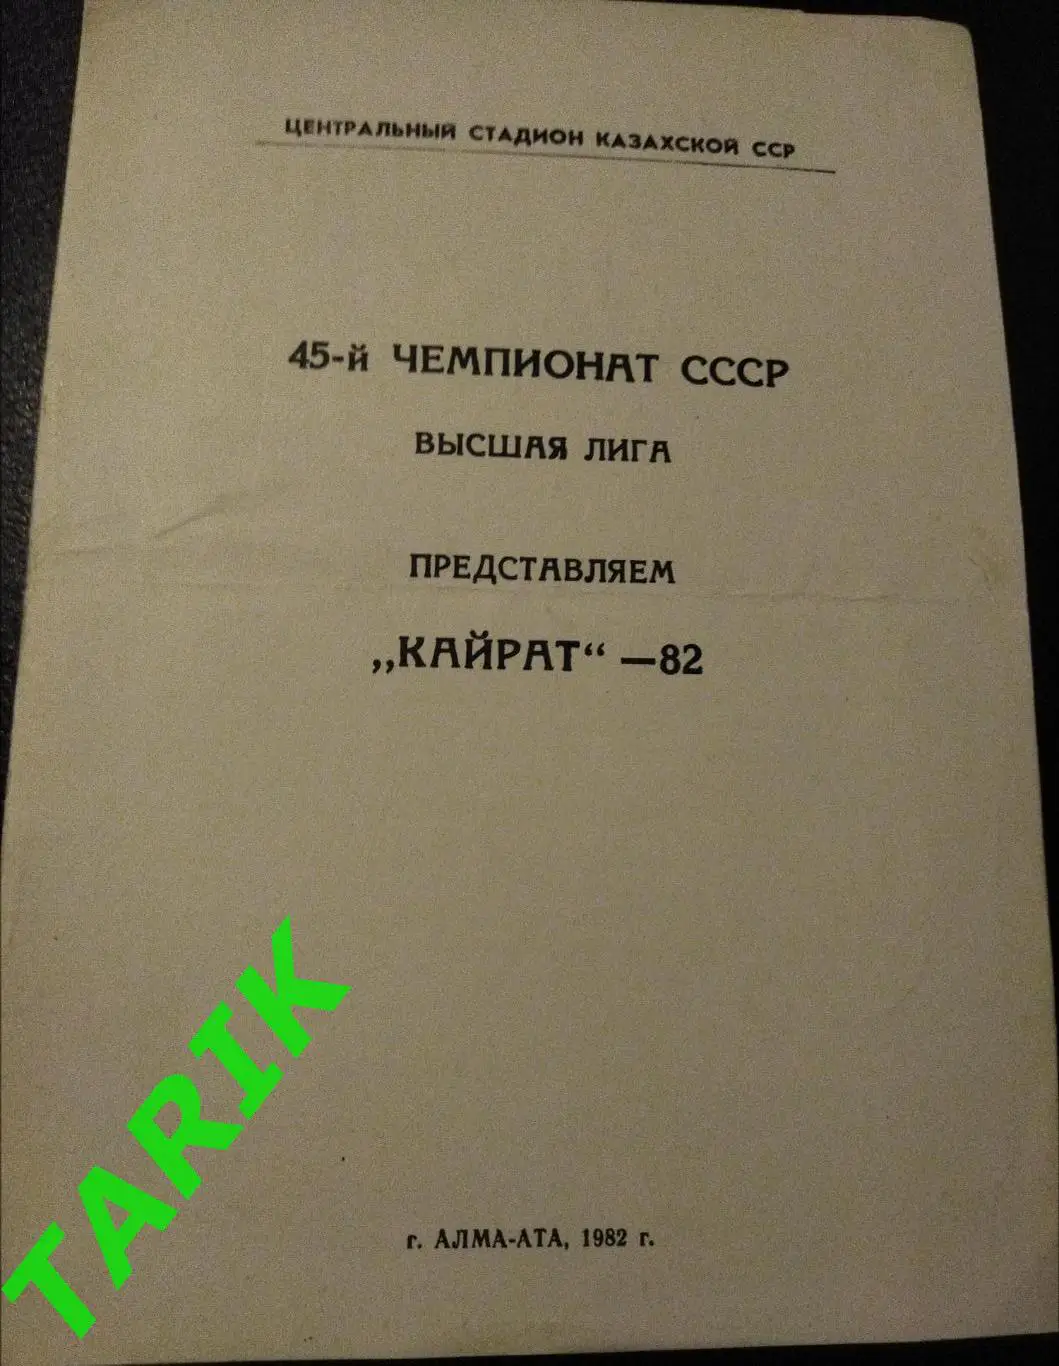 ЦЕНТРАЛЬНЫЙ СТАДИОН КАЗАХСКОЙ ССР
45-й ЧЕМПИОНАТ СССР
ВЫСШАЯ ЛИГА
ПРЕДСТАВЛЯЕМ
„КАЙРАТ“ —82
TARIK
г. АЛМА-АТА, 1982 г.